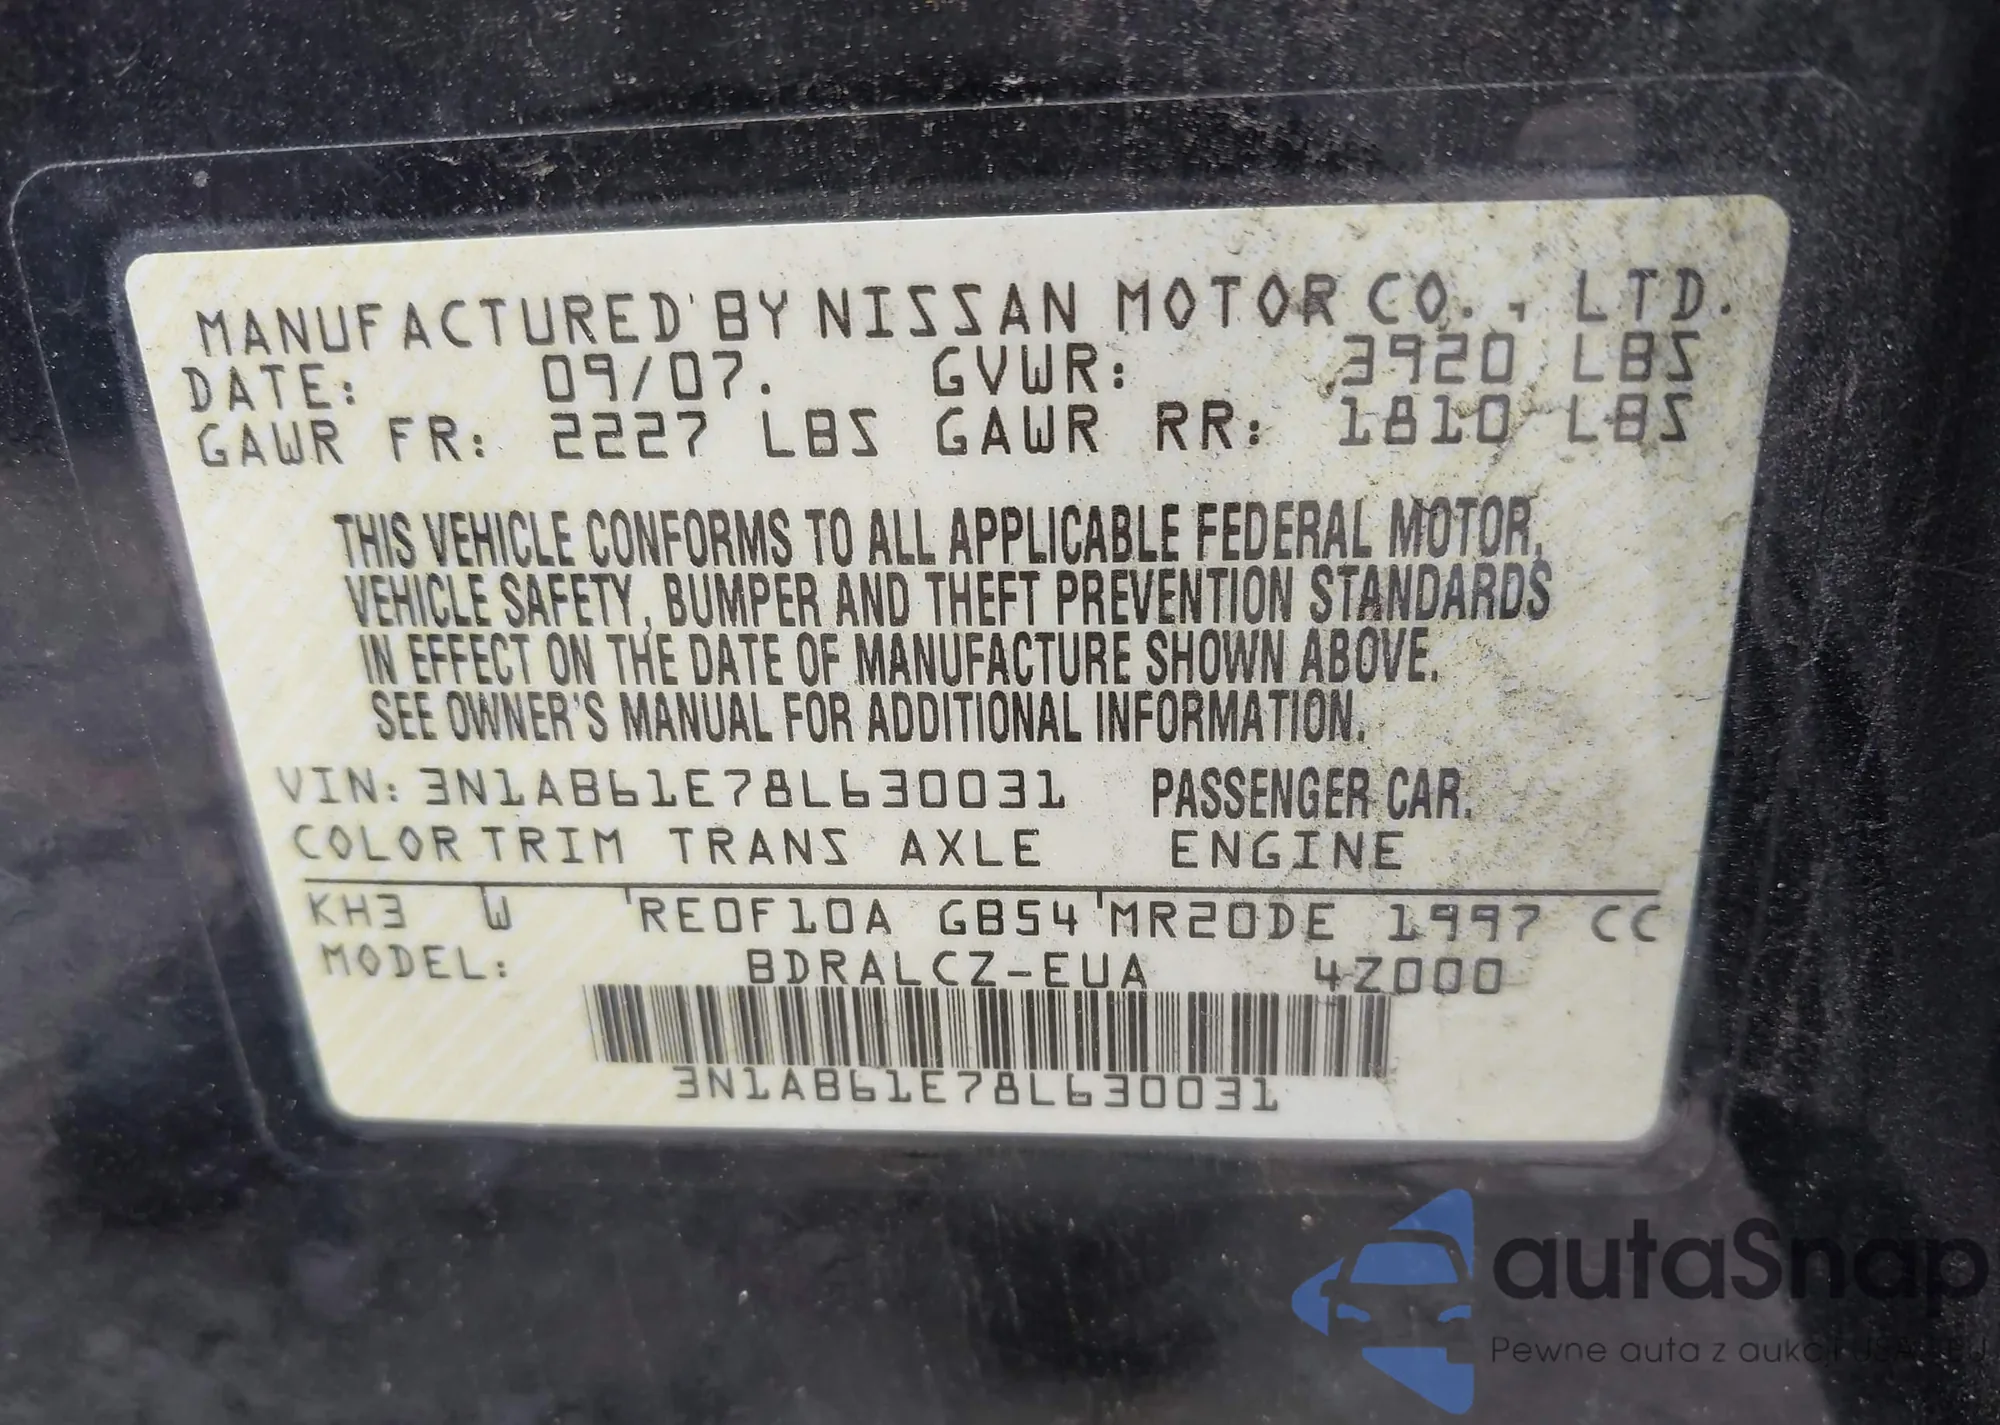 MANUFACTURED BY NISSAN MOTOR CO., LTD.
DATE: 09/07. GVWR: 3920 LBS
GAWR FR: 2227 LBS GAWR RR: 1810 LBS
THIS VEHICLE CONFORMS TO ALL APPLICABLE FEDERAL MOTOR,
VEHICLE SAFETY, BUMPER AND THEFT PREVENTION STANDARDS
IN EFFECT ON THE DATE OF MANUFACTURE SHOWN ABOVE.
SEE OWNER'S MANUAL FOR ADDITIONAL INFORMATION.
VIN: 3N1AB61E78L630031 PASSENGER CAR.
COLOR TRIM TRANS AXLE ENGINE
KH3 W RE0F10A GB54 MR20DE 1997 CC
MODEL: BDRALCZ-EUA 4Z000
3N1AB61E78L630031
autaSnap
Pewne auta z aukcji